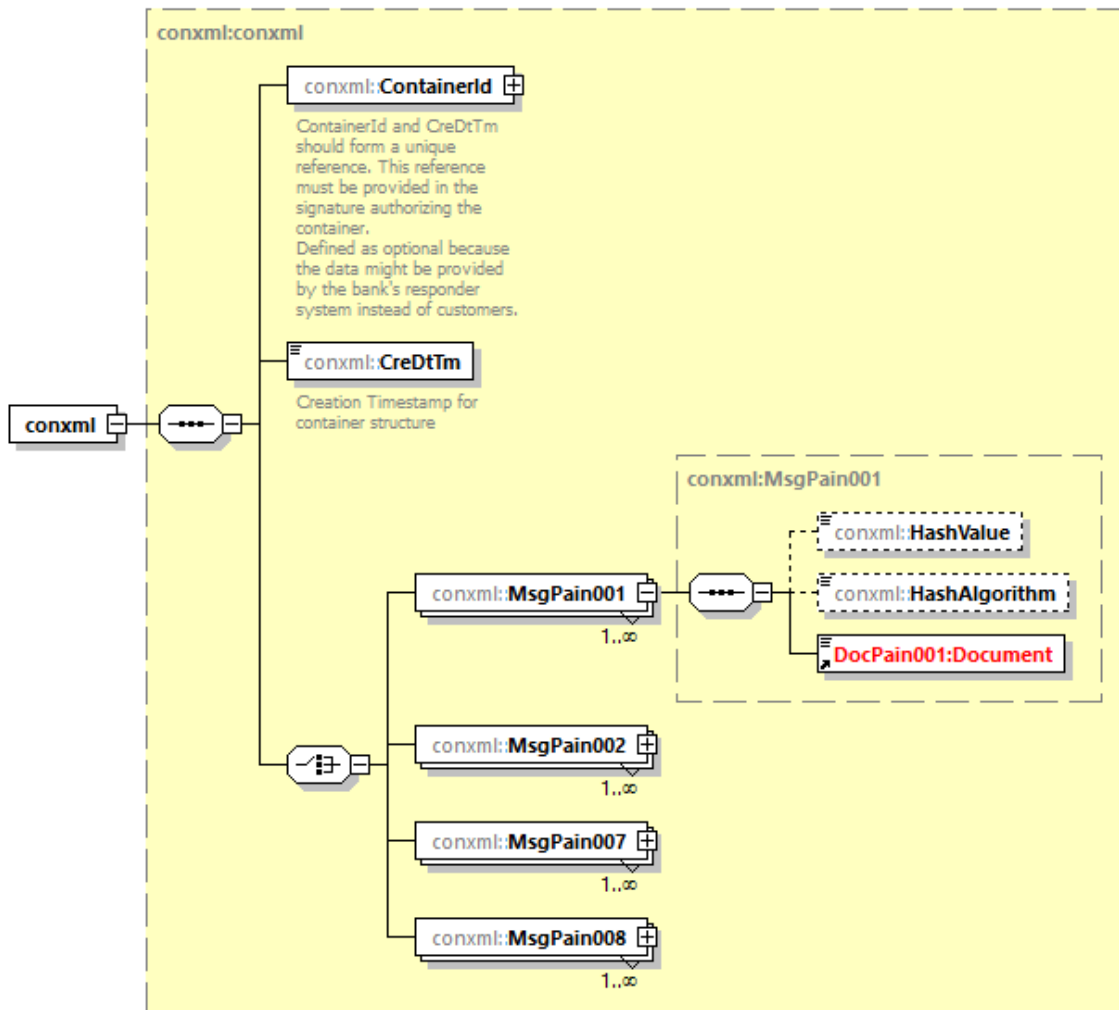 conxml:conxml
conxml::ContainerId
ContainerId and CreDtTm
should form a unique
reference. This reference
must be provided in the
signature authorizing the
container.
Defined as optional because
the data might be provided
by the bank's responder
system instead of customers.
conxml::CreDtTm
Creation Timestamp for
container structure
conxml
conxml:MsgPain001
conxml::HashValue
conxml::MsgPain001
conxml::HashAlgorithm
1..∞
DocPain001:Document
conxml::MsgPain002
1..∞
conxml::MsgPain007
1..∞
conxml::MsgPain008
1..∞